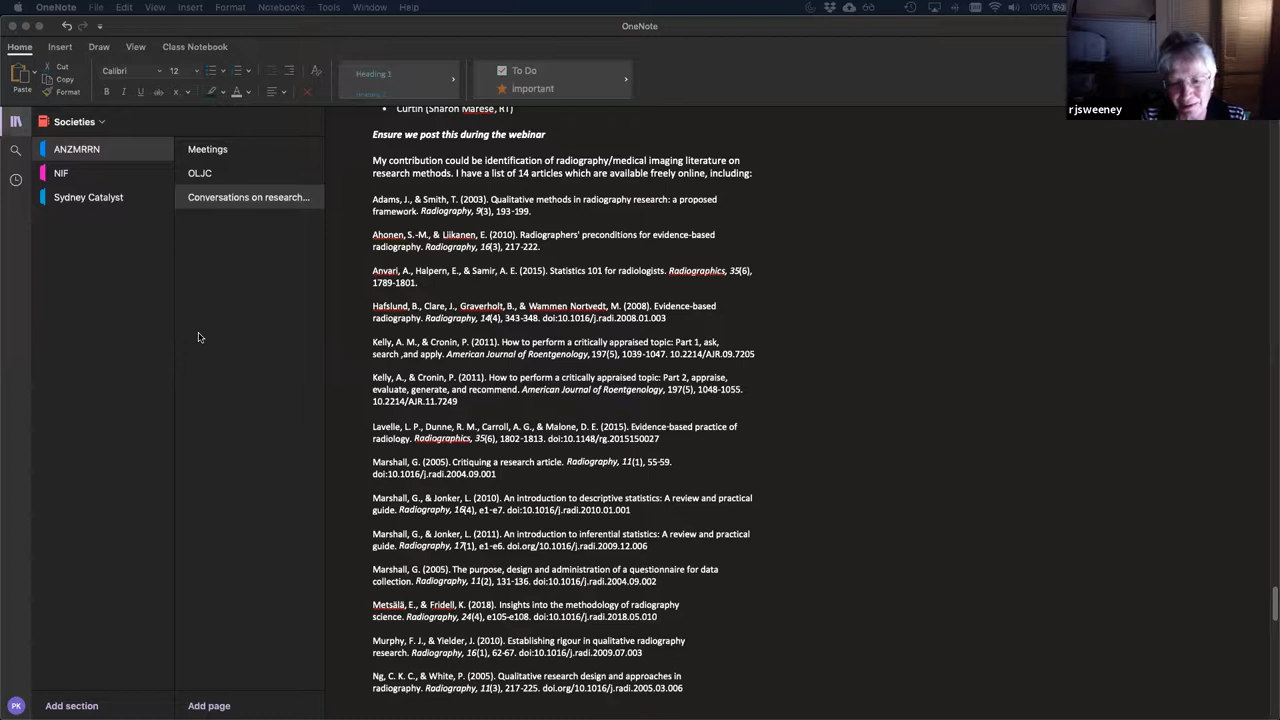 OneNote File Edit View Insert Format Notebooks Tools Window Help 100%
OneNote
Home Insert Draw View Class Notebook
Paste Cut Copy Format
Calibri 12
B I U ab x A
Heading 1
Heading 2
To Do
important
rjsweeney
Societies
ANZMRRN
NIF
Sydney Catalyst
Meetings
OLJC
Conversations on research...
Curtin (Sharon Marese, RT)
Ensure we post this during the webinar
My contribution could be identification of radiography/medical imaging literature on
research methods. I have a list of 14 articles which are available freely online, including:
Adams, J., & Smith, T. (2003). Qualitative methods in radiography research: a proposed
framework. Radiography, 9(3), 193-199.
Ahonen, S.-M., & Liikanen, E. (2010). Radiographers' preconditions for evidence-based
radiography. Radiography, 16(3), 217-222.
Anvari, A., Halpern, E., & Samir, A. E. (2015). Statistics 101 for radiologists. Radiographics, 35(6),
1789-1801.
Hafslund, B., Clare, J., Graverholt, B., & Wammen Nortvedt, M. (2008). Evidence-based
radiography. Radiography, 14(4), 343-348. doi:10.1016/j.radi.2008.01.003
Kelly, A. M., & Cronin, P. (2011). How to perform a critically appraised topic: Part 1, ask,
search ,and apply. American Journal of Roentgenology, 197(5), 1039-1047. 10.2214/AJR.09.7205
Kelly, A., & Cronin, P. (2011). How to perform a critically appraised topic: Part 2, appraise,
evaluate, generate, and recommend. American Journal of Roentgenology, 197(5), 1048-1055.
10.2214/AJR.11.7249
Lavelle, L. P., Dunne, R. M., Carroll, A. G., & Malone, D. E. (2015). Evidence-based practice of
radiology. Radiographics, 35(6), 1802-1813. doi:10.1148/rg.2015150027
Marshall, G. (2005). Critiquing a research article. Radiography, 11(1), 55-59.
doi:10.1016/j.radi.2004.09.001
Marshall, G., & Jonker, L. (2010). An introduction to descriptive statistics: A review and practical
guide. Radiography, 16(4), e1-e7. doi:10.1016/j.radi.2010.01.001
Marshall, G., & Jonker, L. (2011). An introduction to inferential statistics: A review and practical
guide. Radiography, 17(1), e1-e6. doi.org/10.1016/j.radi.2009.12.006
Marshall, G. (2005). The purpose, design and administration of a questionnaire for data
collection. Radiography, 11(2), 131-136. doi:10.1016/j.radi.2004.09.002
Metsälä, E., & Fridell, K. (2018). Insights into the methodology of radiography
science. Radiography, 24(4), e105-e108. doi:10.1016/j.radi.2018.05.010
Murphy, F. J., & Yielder, J. (2010). Establishing rigour in qualitative radiography
research. Radiography, 16(1), 62-67. doi:10.1016/j.radi.2009.07.003
Ng, C. K. C., & White, P. (2005). Qualitative research design and approaches in
radiography. Radiography, 11(3), 217-225. doi.org/10.1016/j.radi.2005.03.006
PK
Add section
Add page